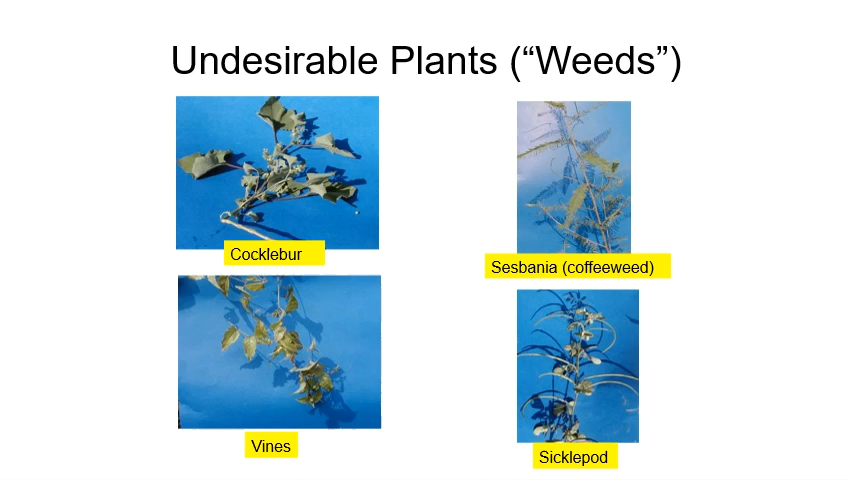 Undesirable Plants (“Weeds”)
Cocklebur
Sesbania (coffeeweed)
Vines
Sicklepod